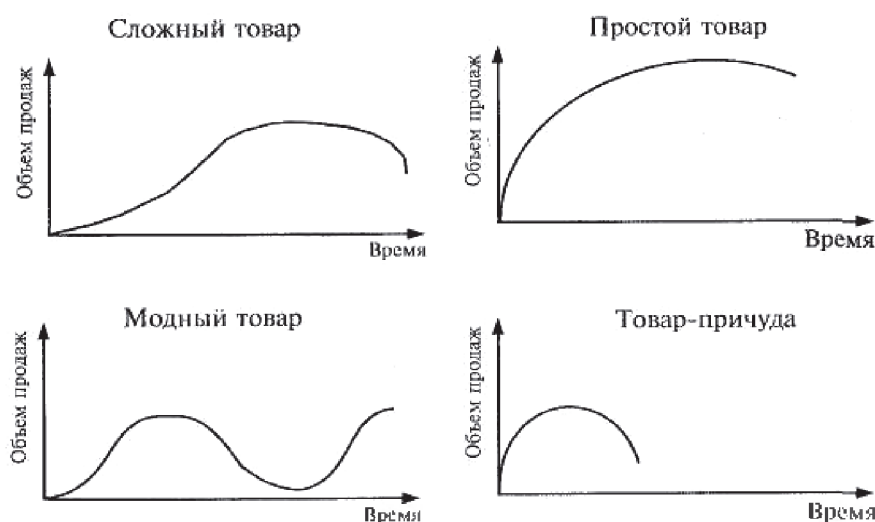 Сложный товар
Объем продаж
Время
Простой товар
Объем продаж
Время
Модный товар
Объем продаж
Время
Товар-причуда
Объем продаж
Время